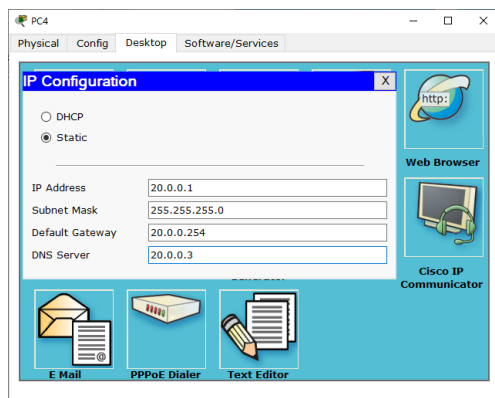 PC4
Physical Config Desktop Software/Services
IP Configuration X
http:
DHCP
Static
Web Browser
IP Address 20.0.0.1
Subnet Mask 255.255.255.0
Default Gateway 20.0.0.254
DNS Server 20.0.0.3
Cisco IP
Communicator
E Mail PPPoE Dialer Text Editor